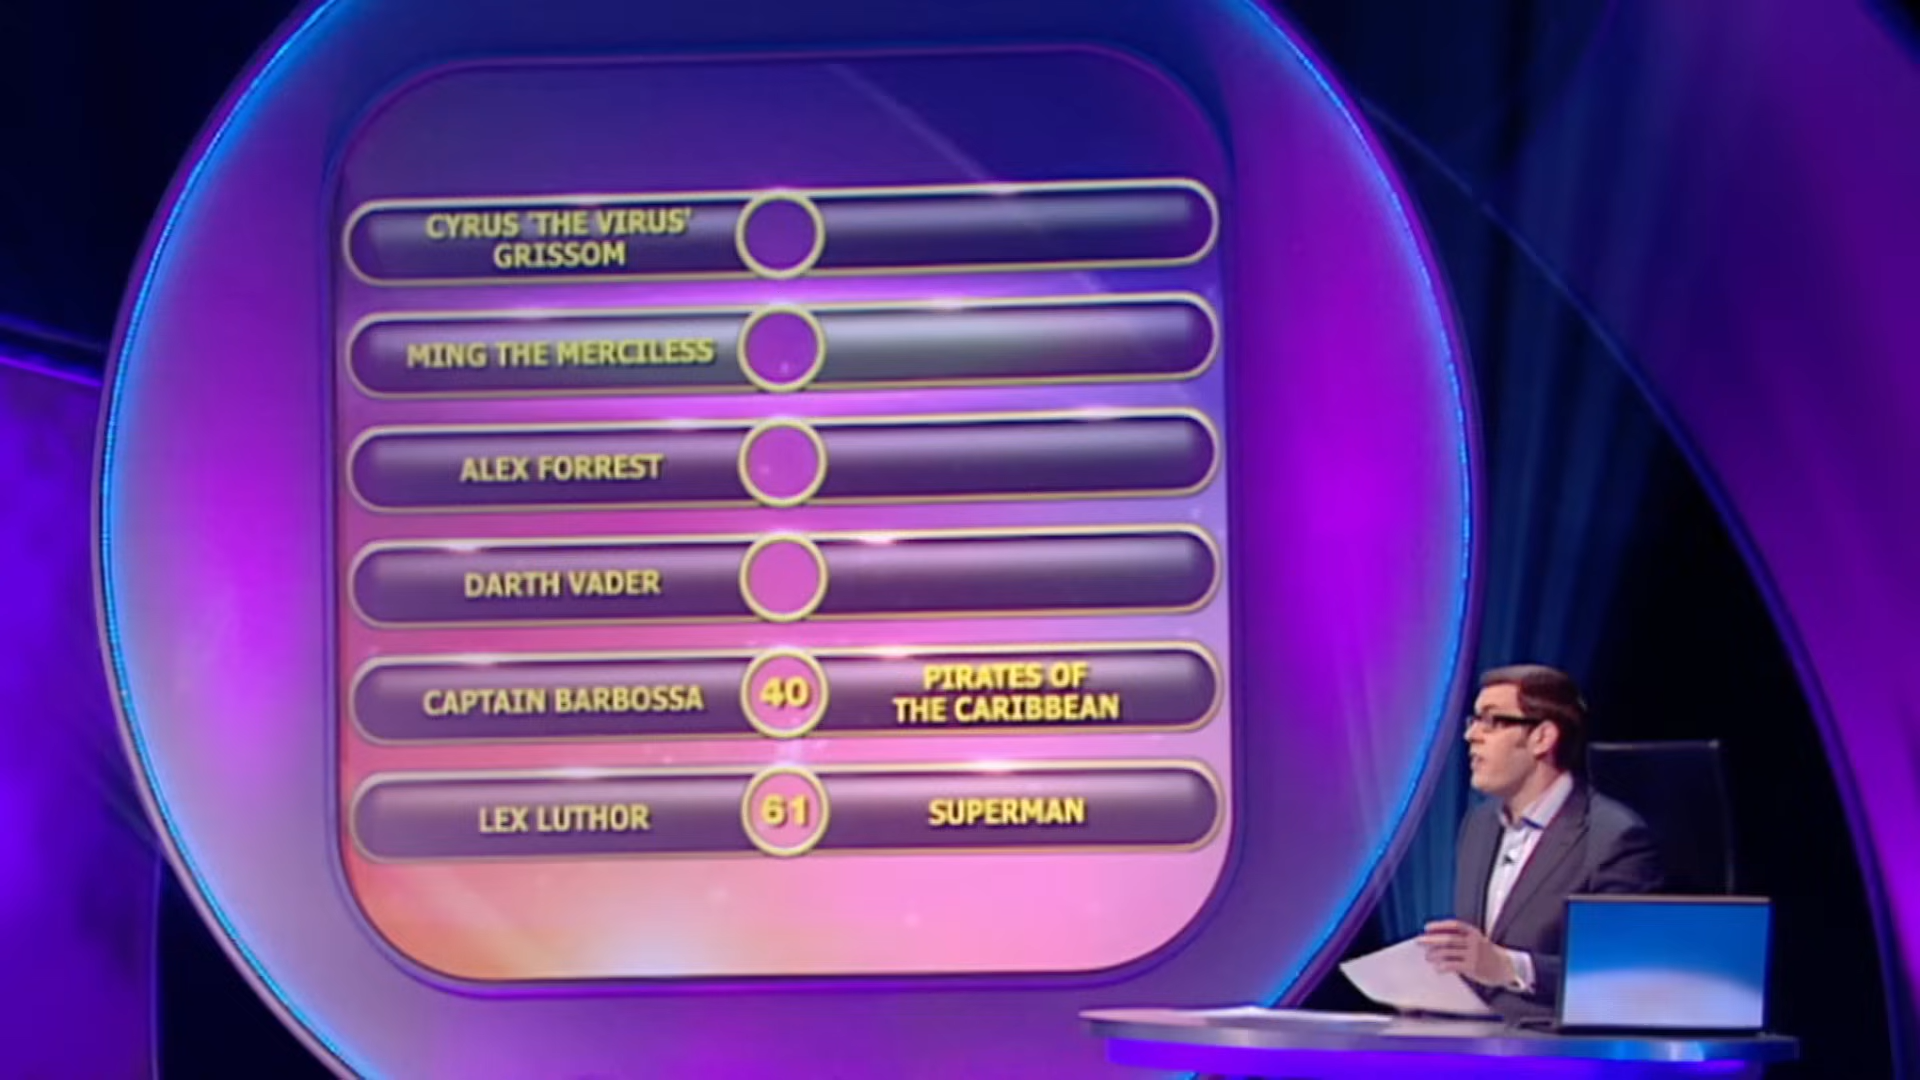 CYRUS 'THE VIRUS'
GRISSOM
MING THE MERCILESS
ALEX FORREST
DARTH VADER
CAPTAIN BARBOSSA
40
PIRATES OF
THE CARIBBEAN
LEX LUTHOR
61
SUPERMAN